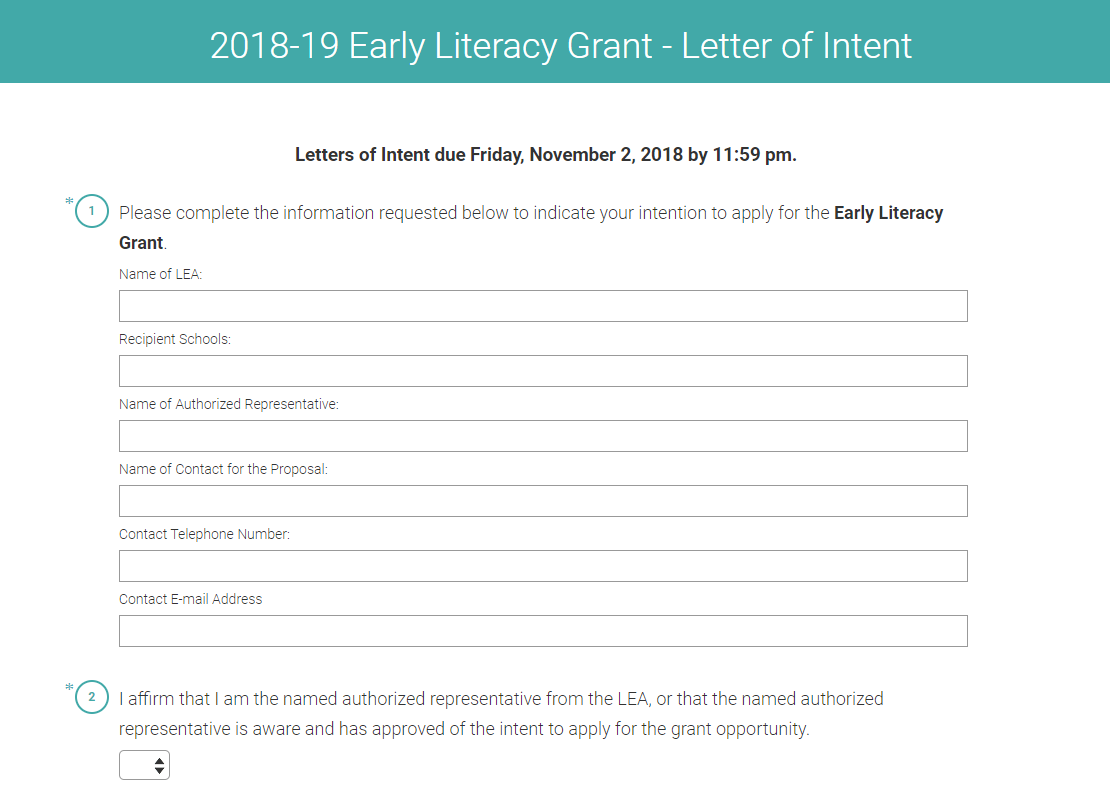 2018-19 Early Literacy Grant - Letter of Intent
Letters of Intent due Friday, November 2, 2018 by 11:59 pm.
* 1 Please complete the information requested below to indicate your intention to apply for the Early Literacy
Grant.
Name of LEA:
Recipient Schools:
Name of Authorized Representative:
Name of Contact for the Proposal:
Contact Telephone Number:
Contact E-mail Address
* 2 I affirm that I am the named authorized representative from the LEA, or that the named authorized
representative is aware and has approved of the intent to apply for the grant opportunity.